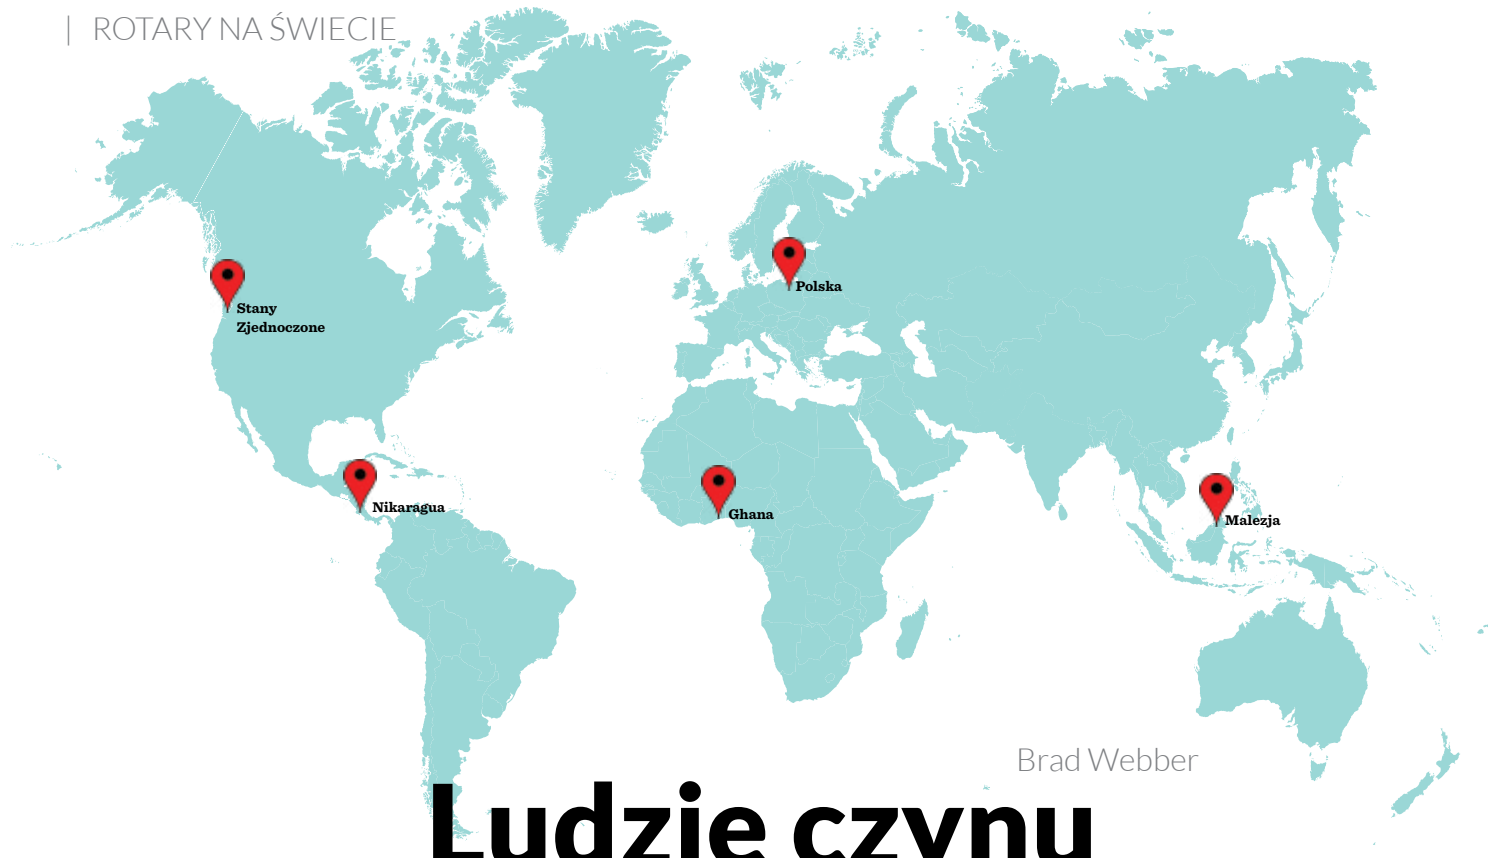 | ROTARY NA ŚWIECIE
Polska
Stany
Zjednoczone
Nikaragua
Ghana
Malezja
Brad Webber
Ludzie czynu